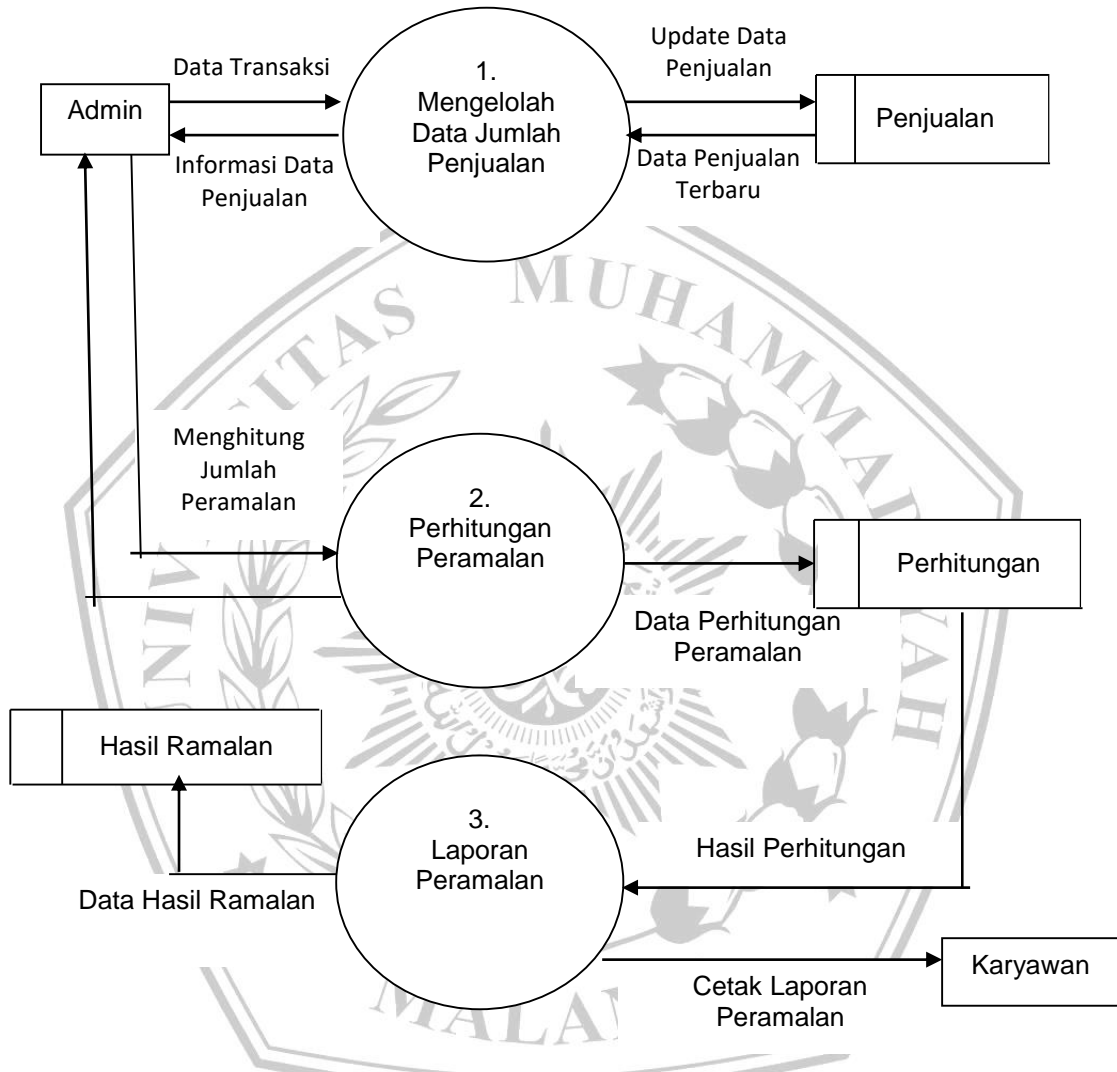 Data Transaksi
Admin
Informasi Data
Penjualan
1.
Mengelolah
Data Jumlah
Penjualan
Update Data
Penjualan
Data Penjualan
Terbaru
Penjualan
Menghitung
Jumlah
Peramalan
2.
Perhitungan
Peramalan
Data Perhitungan
Peramalan
Perhitungan
Hasil Ramalan
Data Hasil Ramalan
3.
Laporan
Peramalan
Hasil Perhitungan
Cetak Laporan
Peramalan
Karyawan
MUHAMMADIYAH
MALAN